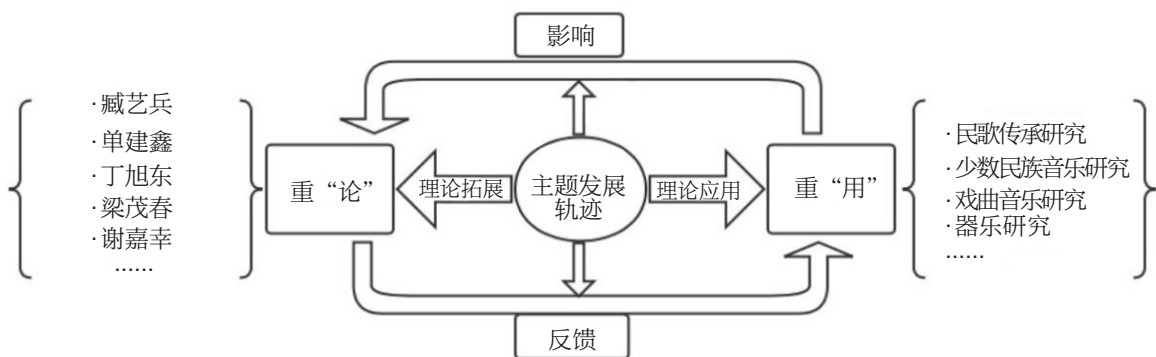 影响
·臧艺兵
·单建鑫
·丁旭东
·梁茂春
·谢嘉幸
……
重“论”
理论拓展
主题发展
轨迹
理论应用
重“用”
·民歌传承研究
·少数民族音乐研究
·戏曲音乐研究
·器乐研究
……
反馈